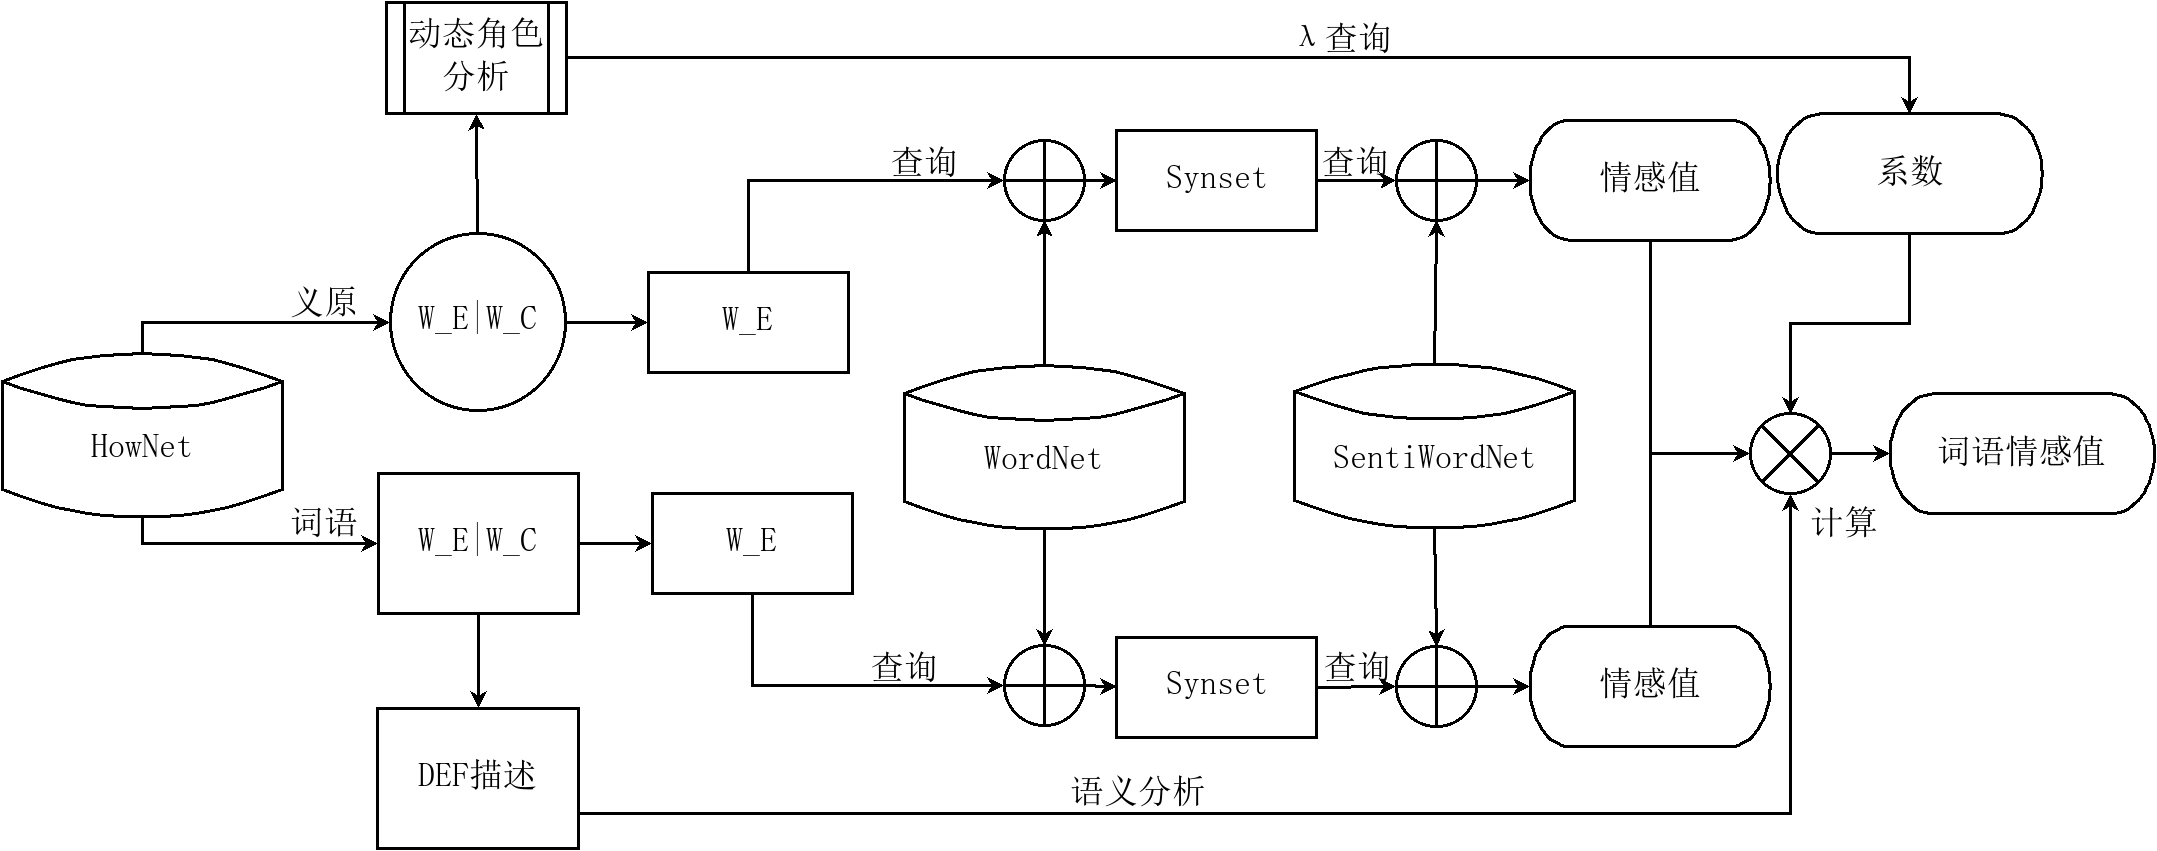 动态角色
分析
λ查询
查询
Synset
查询
情感值
系数
义原
W_E|W_C
W_E
HowNet
WordNet
SentiWordNet
词语情感值
词语
W_E|W_C
W_E
计算
查询
Synset
查询
情感值
DEF描述
语义分析